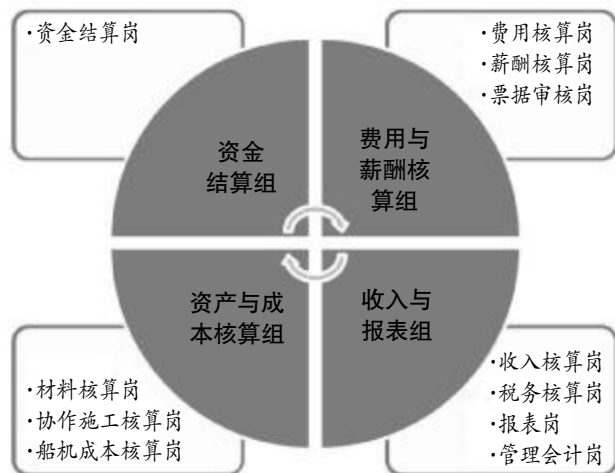 ·资金结算岗
·费用核算岗
·薪酬核算岗
·票据审核岗
资金
结算组
费用与
薪酬核
算组
资产与成
本核算组
收入与
报表组
·材料核算岗
·协作施工核算岗
·船机成本核算岗
·收入核算岗
·税务核算岗
·报表岗
·管理会计岗